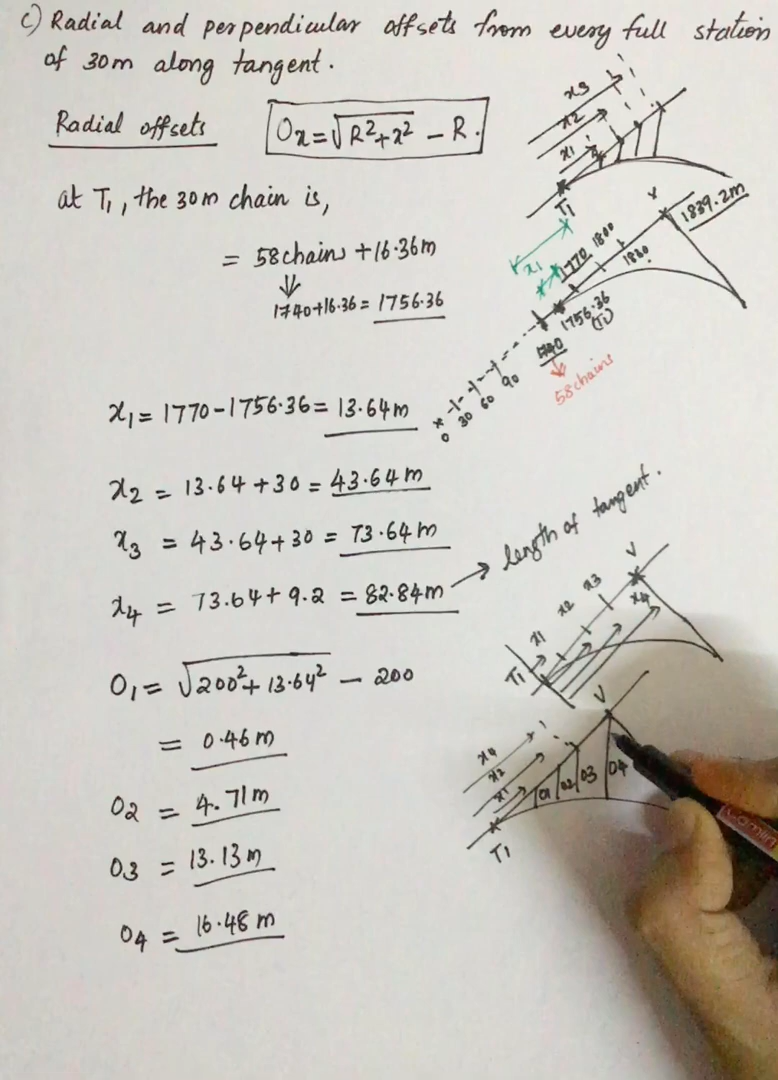 c) Radial and perpendicular offsets from every full station
of 30m along tangent.
Radial offsets
Ox = √R²+x² - R.
x3
x2
x1
T1
at T1, the 30m chain is,
= 58chains + 16.36m
1740+16.36 = 1756.36
V
1839.2m
1800
1770
1830
x1
1756.36
(T1)
1740
58chains
0 30 60 90
x1 = 1770-1756.36 = 13.64m
x2 = 13.64+30 = 43.64m
x3 = 43.64+30 = 73.64m
x4 = 73.64+9.2 = 82.84m → length of tangent.
V
x3
x2
x1
x4
T1
O1 = √200²+13.64² - 200
= 0.46m
O2 = 4.71m
O3 = 13.13m
O4 = 16.48m
V
x4
x2
x1
O1 O2 O3 O4
T1